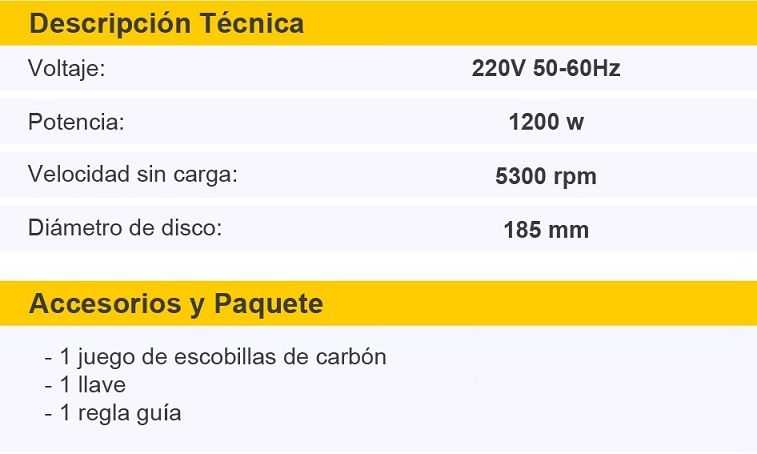 Descripción Técnica
Voltaje: 220V 50-60Hz
Potencia: 1200 w
Velocidad sin carga: 5300 rpm
Diámetro de disco: 185 mm
Accesorios y Paquete
- 1 juego de escobillas de carbón
- 1 llave
- 1 regla guía